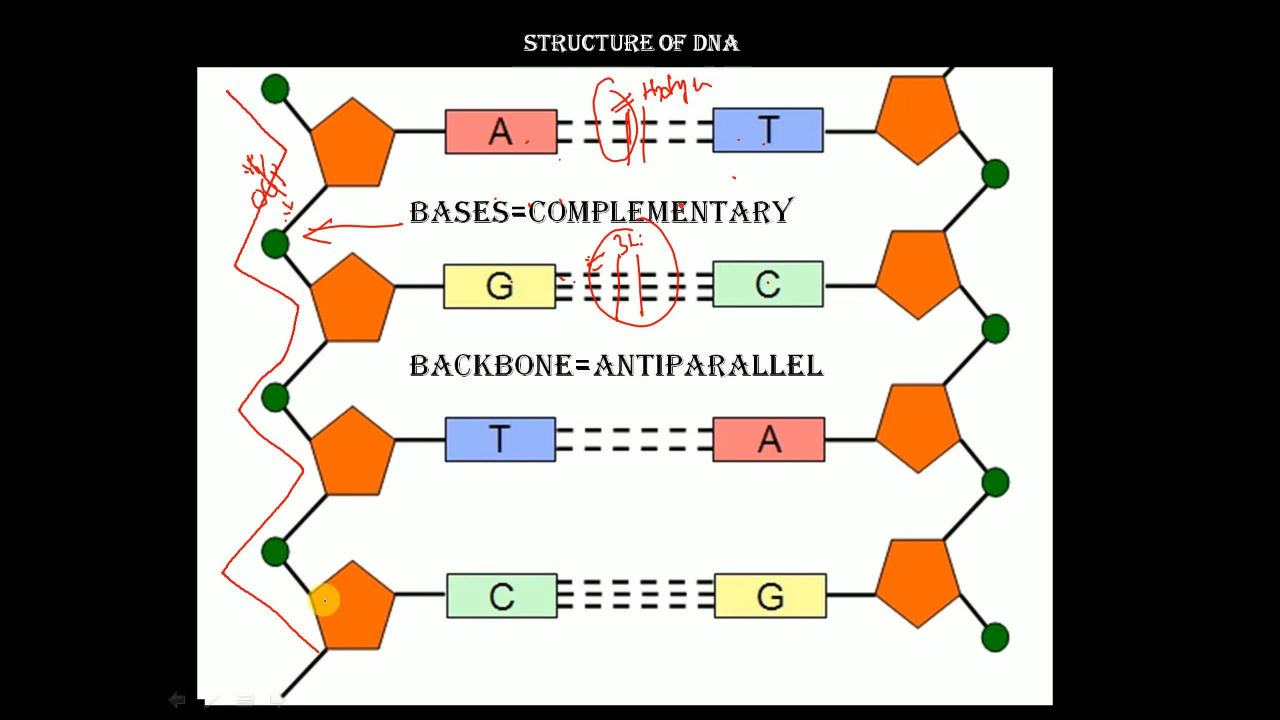 STRUCTURE OF DNA
A T
BASES=COMPLEMENTARY
G C
BACKBONE=ANTIPARALLEL
T A
C G